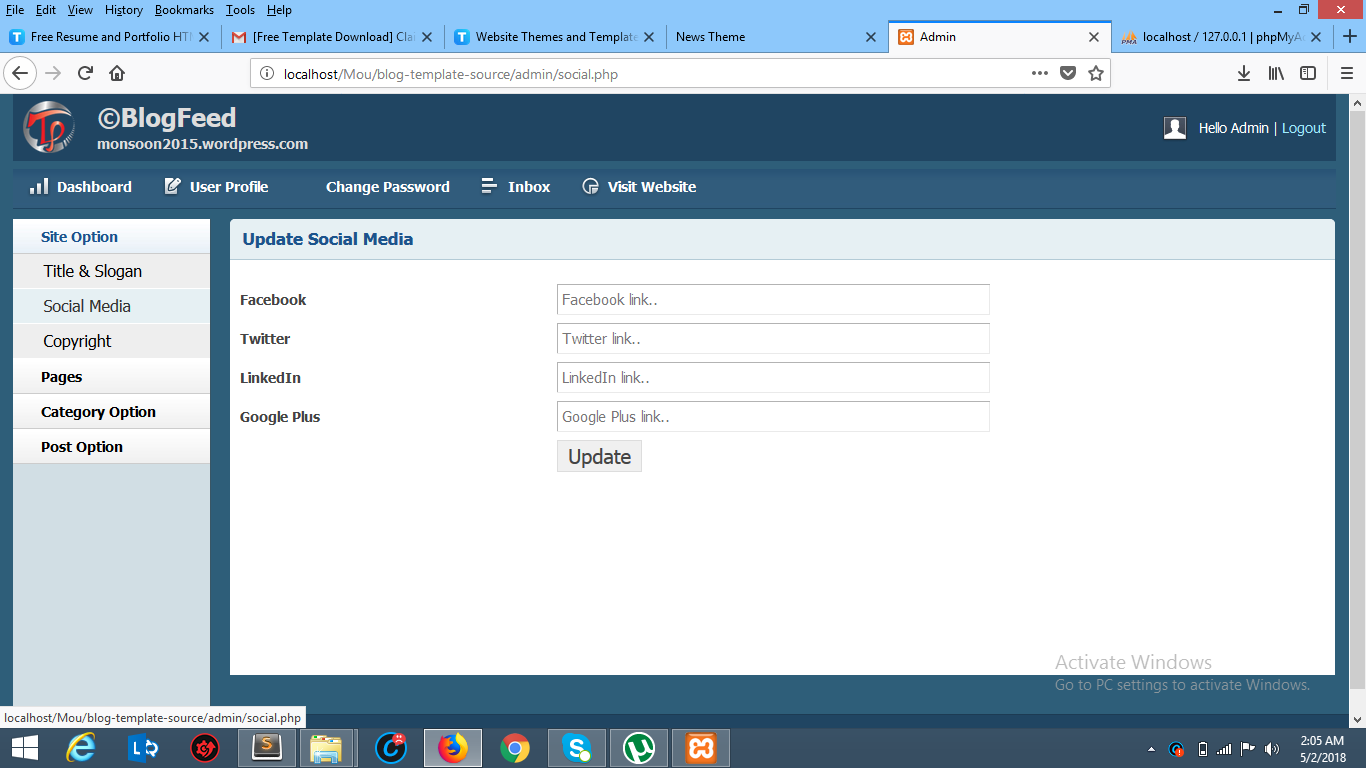 File Edit View History Bookmarks Tools Help
Free Resume and Portfolio HTM
[Free Template Download] Clai
Website Themes and Template
News Theme
Admin
localhost / 127.0.0.1 | phpMyAd
localhost/Mou/blog-template-source/admin/social.php
©BlogFeed
monsoon2015.wordpress.com
Hello Admin | Logout
Dashboard User Profile Change Password Inbox Visit Website
Site Option
Title & Slogan
Social Media
Copyright
Pages
Category Option
Post Option
Update Social Media
Facebook Facebook link..
Twitter Twitter link..
LinkedIn LinkedIn link..
Google Plus Google Plus link..
Update
Activate Windows
Go to PC settings to activate Windows.
localhost/Mou/blog-template-source/admin/social.php
2:05 AM
5/2/2018